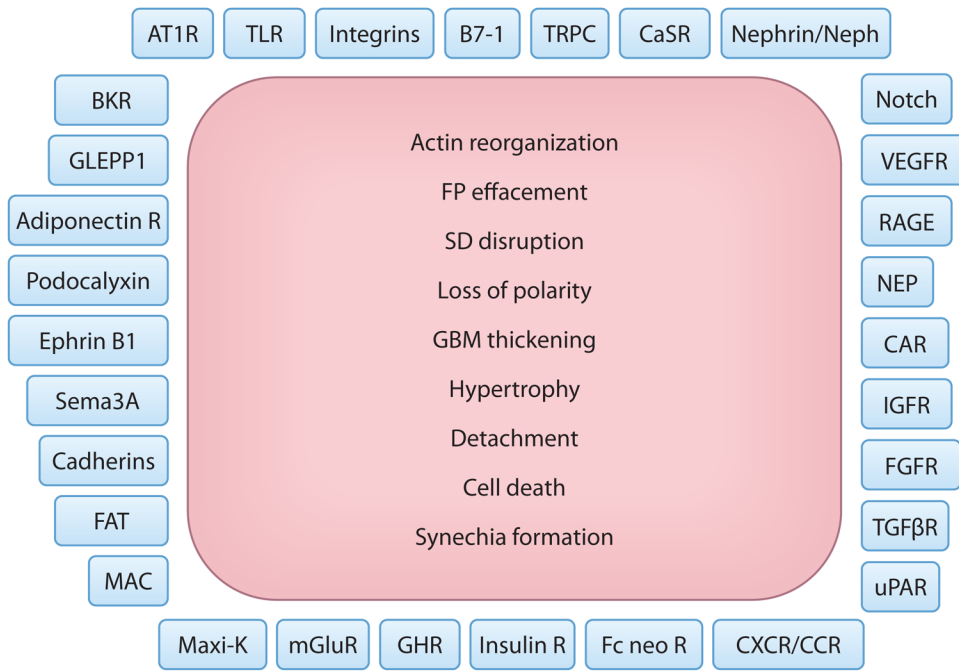 AT1R
TLR
Integrins
B7-1
TRPC
CaSR
Nephrin/Neph
BKR
GLEPP1
Adiponectin R
Podocalyxin
Ephrin B1
Sema3A
Cadherins
FAT
MAC
Actin reorganization
FP effacement
SD disruption
Loss of polarity
GBM thickening
Hypertrophy
Detachment
Cell death
Synechia formation
Notch
VEGFR
RAGE
NEP
CAR
IGFR
FGFR
TGFβR
uPAR
Maxi-K
mGluR
GHR
Insulin R
Fc neo R
CXCR/CCR